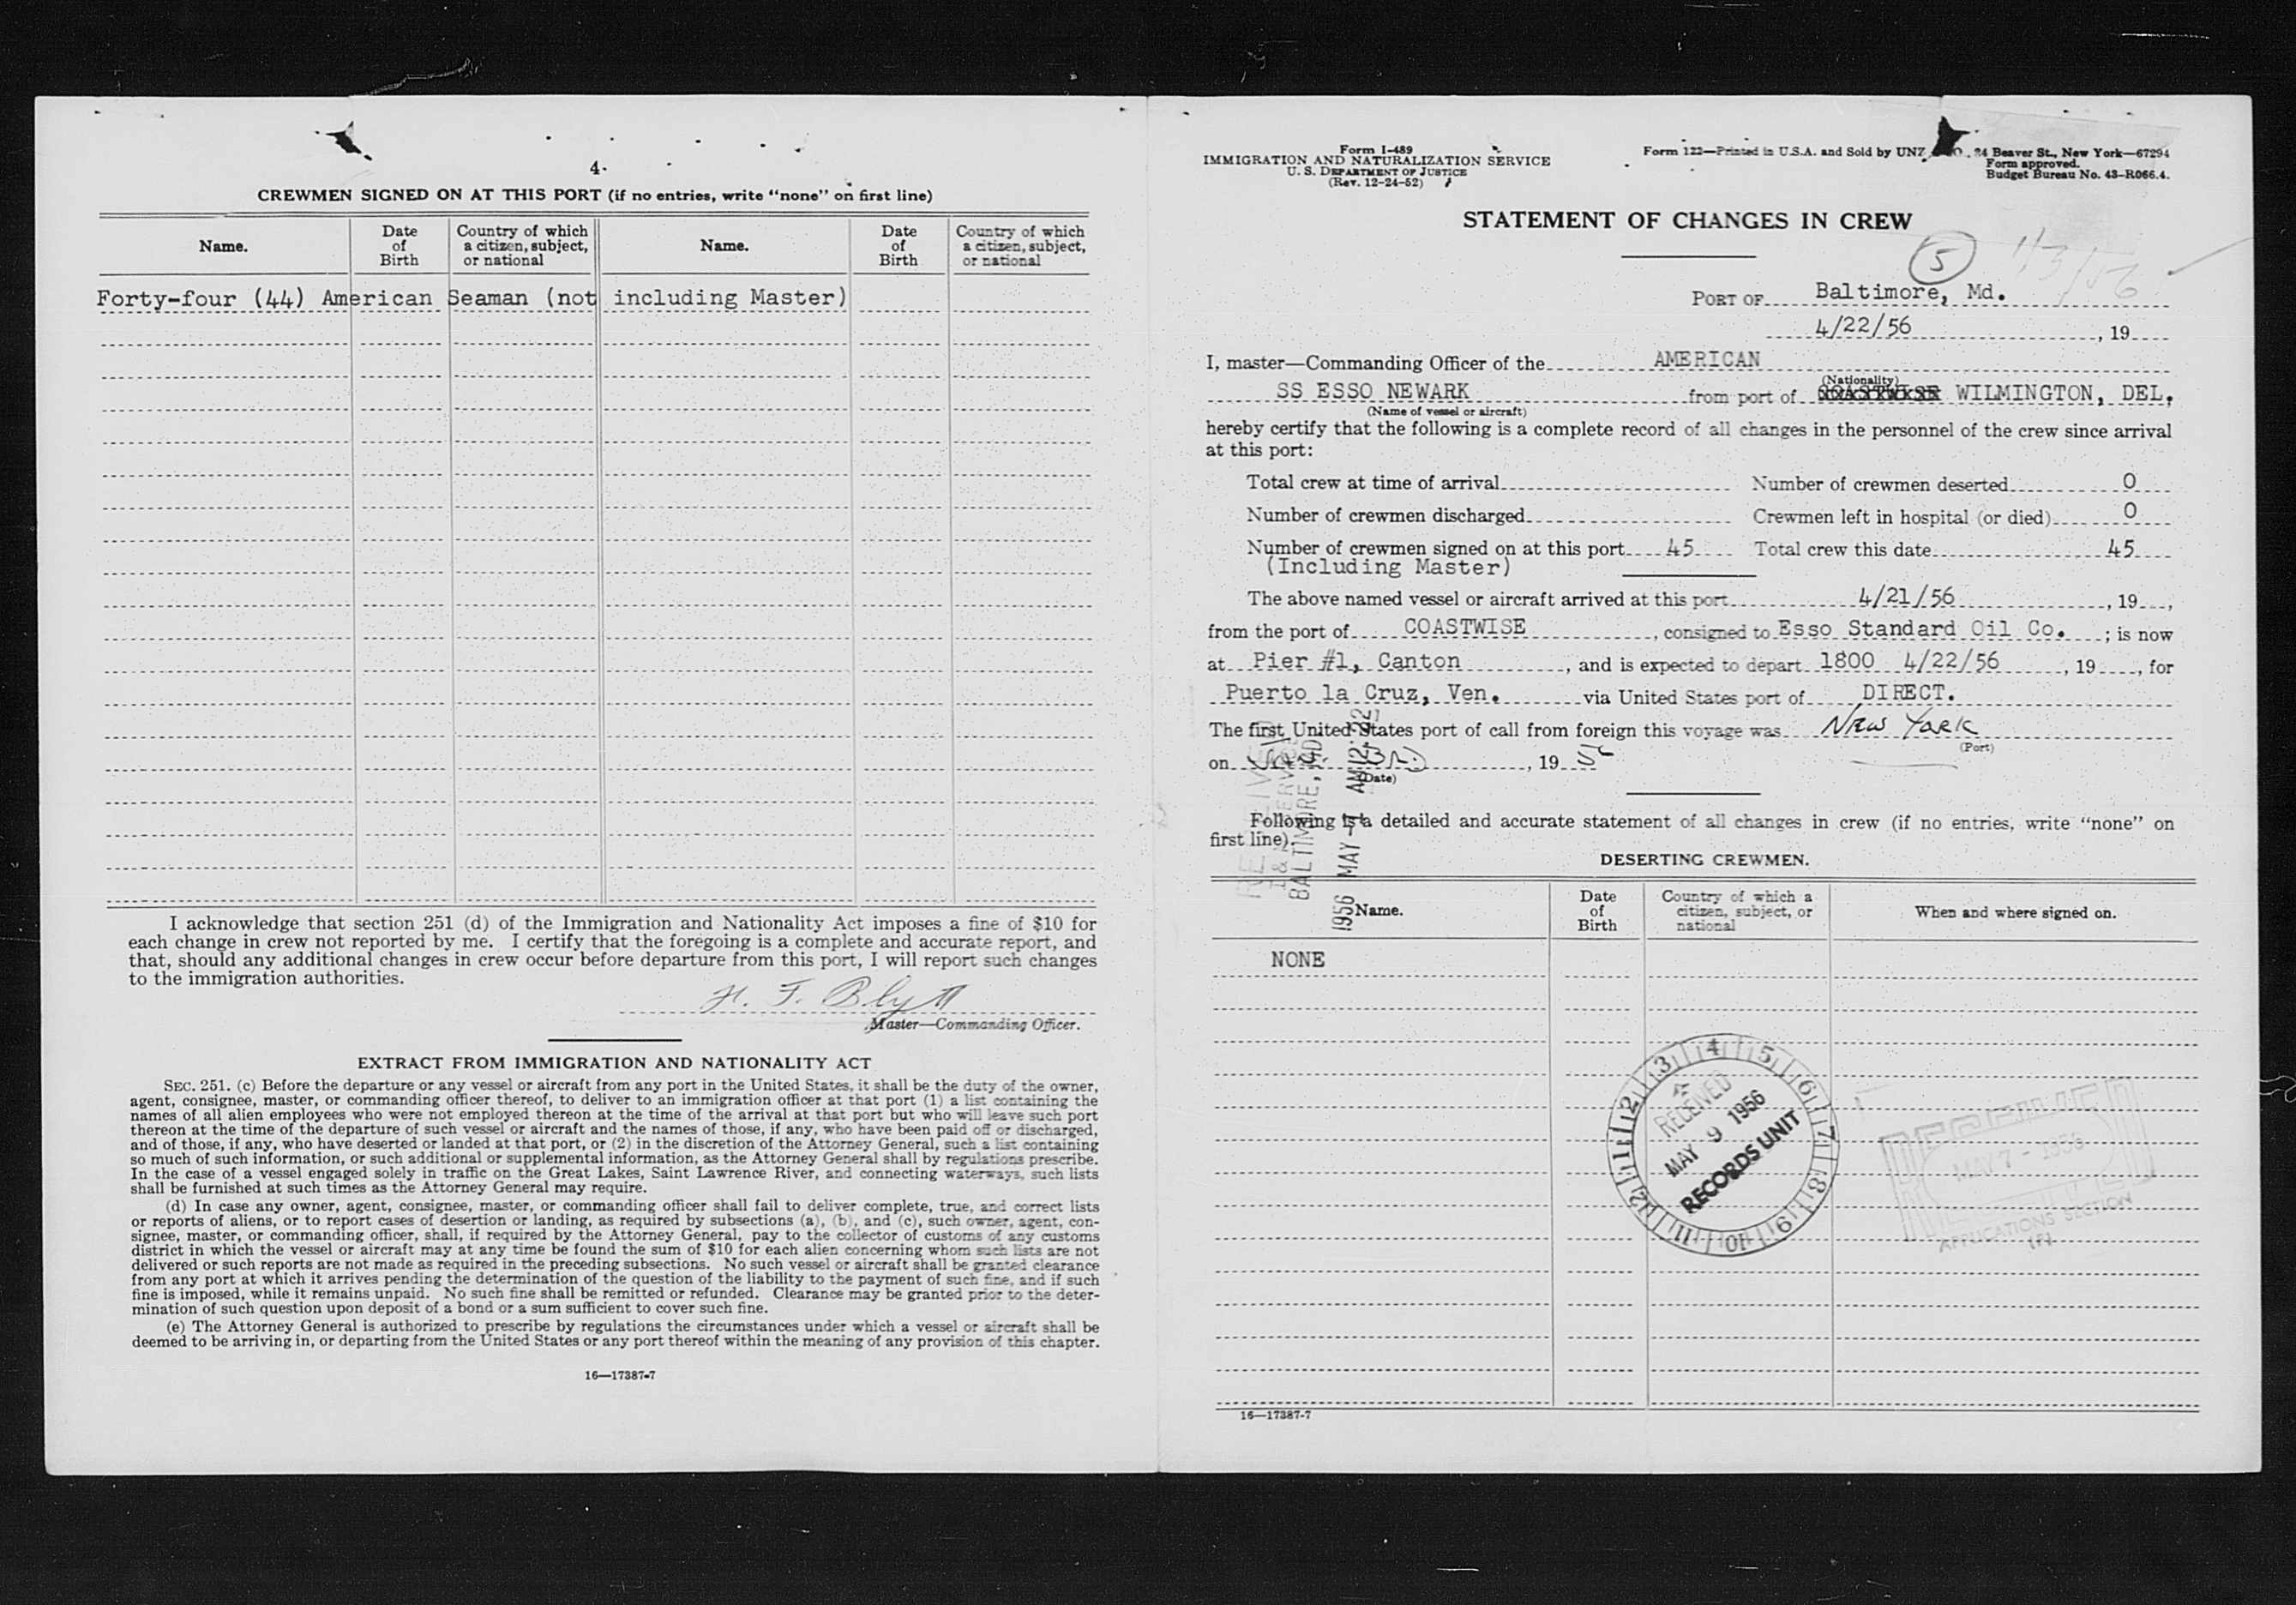 4.
CREWMEN SIGNED ON AT THIS PORT (if no entries, write “none” on first line)
Name. Date of Birth Country of which a citizen, subject, or national Name. Date of Birth Country of which a citizen, subject, or national
Forty-four (44) American Seaman (not including Master)
I acknowledge that section 251 (d) of the Immigration and Nationality Act imposes a fine of $10 for
each change in crew not reported by me. I certify that the foregoing is a complete and accurate report, and
that, should any additional changes in crew occur before departure from this port, I will report such changes
to the immigration authorities.
H. F. Blytt
Master—Commanding Officer.
EXTRACT FROM IMMIGRATION AND NATIONALITY ACT
SEC. 251. (c) Before the departure or any vessel or aircraft from any port in the United States, it shall be the duty of the owner,
agent, consignee, master, or commanding officer thereof, to deliver to an immigration officer at that port (1) a list containing the
names of all alien employees who were not employed thereon at the time of the arrival at that port but who will leave such port
thereon at the time of the departure of such vessel or aircraft and the names of those, if any, who have been paid off or discharged,
and of those, if any, who have deserted or landed at that port, or (2) in the discretion of the Attorney General, such a list containing
so much of such information, or such additional or supplemental information, as the Attorney General shall by regulations prescribe.
In the case of a vessel engaged solely in traffic on the Great Lakes, Saint Lawrence River, and connecting waterways, such lists
shall be furnished at such times as the Attorney General may require.
(d) In case any owner, agent, consignee, master, or commanding officer shall fail to deliver complete, true, and correct lists
or reports of aliens, or to report cases of desertion or landing, as required by subsections (a), (b), and (c), such owner, agent, con-
signee, master, or commanding officer, shall, if required by the Attorney General, pay to the collector of customs of any customs
district in which the vessel or aircraft may at any time be found the sum of $10 for each alien concerning whom such lists are not
delivered or such reports are not made as required in the preceding subsections. No such vessel or aircraft shall be granted clearance
from any port at which it arrives pending the determination of the question of the liability to the payment of such fine, and if such
fine is imposed, while it remains unpaid. No such fine shall be remitted or refunded. Clearance may be granted prior to the deter-
mination of such question upon deposit of a bond or a sum sufficient to cover such fine.
(e) The Attorney General is authorized to prescribe by regulations the circumstances under which a vessel or aircraft shall be
deemed to be arriving in, or departing from the United States or any port thereof within the meaning of any provision of this chapter.
16—17387-7
Form I-489
IMMIGRATION AND NATURALIZATION SERVICE
U. S. DEPARTMENT OF JUSTICE
(Rev. 12-24-52)
Form 122—Printed in U.S.A. and Sold by UNZ 24 Beaver St., New York—67294
Form approved.
Budget Bureau No. 43-R066.4.
STATEMENT OF CHANGES IN CREW
5
PORT OF Baltimore, Md.
4/22/56, 19
I, master—Commanding Officer of the AMERICAN
(Nationality)
SS ESSO NEWARK from port of COASTWISE WILMINGTON, DEL.
(Name of vessel or aircraft)
hereby certify that the following is a complete record of all changes in the personnel of the crew since arrival
at this port:
Total crew at time of arrival Number of crewmen deserted 0
Number of crewmen discharged Crewmen left in hospital (or died) 0
Number of crewmen signed on at this port 45 Total crew this date 45
(Including Master)
The above named vessel or aircraft arrived at this port 4/21/56, 19 ,
from the port of COASTWISE, consigned to Esso Standard Oil Co. ; is now
at Pier #1, Canton, and is expected to depart 1800 4/22/56, 19 , for
Puerto la Cruz, Ven. via United States port of DIRECT.
The first United States port of call from foreign this voyage was New York
(Port)
on , 19 56
(Date)
Following is a detailed and accurate statement of all changes in crew (if no entries, write “none” on
first line).
BALTIMORE, MD
1956 MAY
DESERTING CREWMEN.
Name. Date of Birth Country of which a citizen, subject, or national When and where signed on.
NONE
1 2 3 4 5 6 7 8 9 10 11 12
RECEIVED
MAY 9 1956
RECORDS UNIT
RECEIVED
MAY 7 - 1956
APPLICATIONS SECTION
16—17387-7